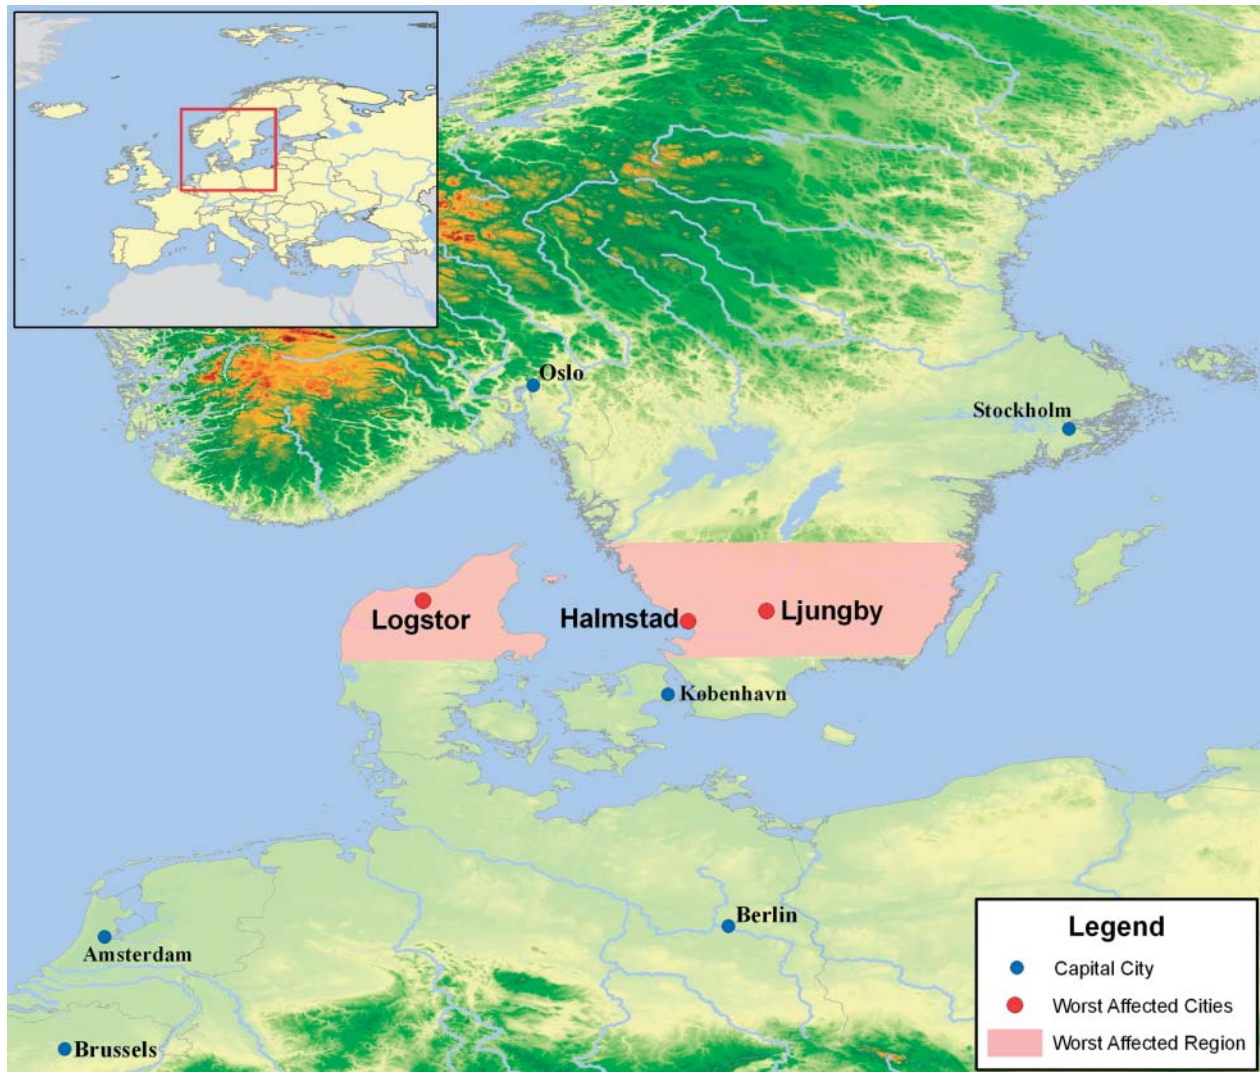 Oslo
Stockholm
Logstor
Halmstad
Ljungby
København
Berlin
Amsterdam
Brussels
Legend
Capital City
Worst Affected Cities
Worst Affected Region